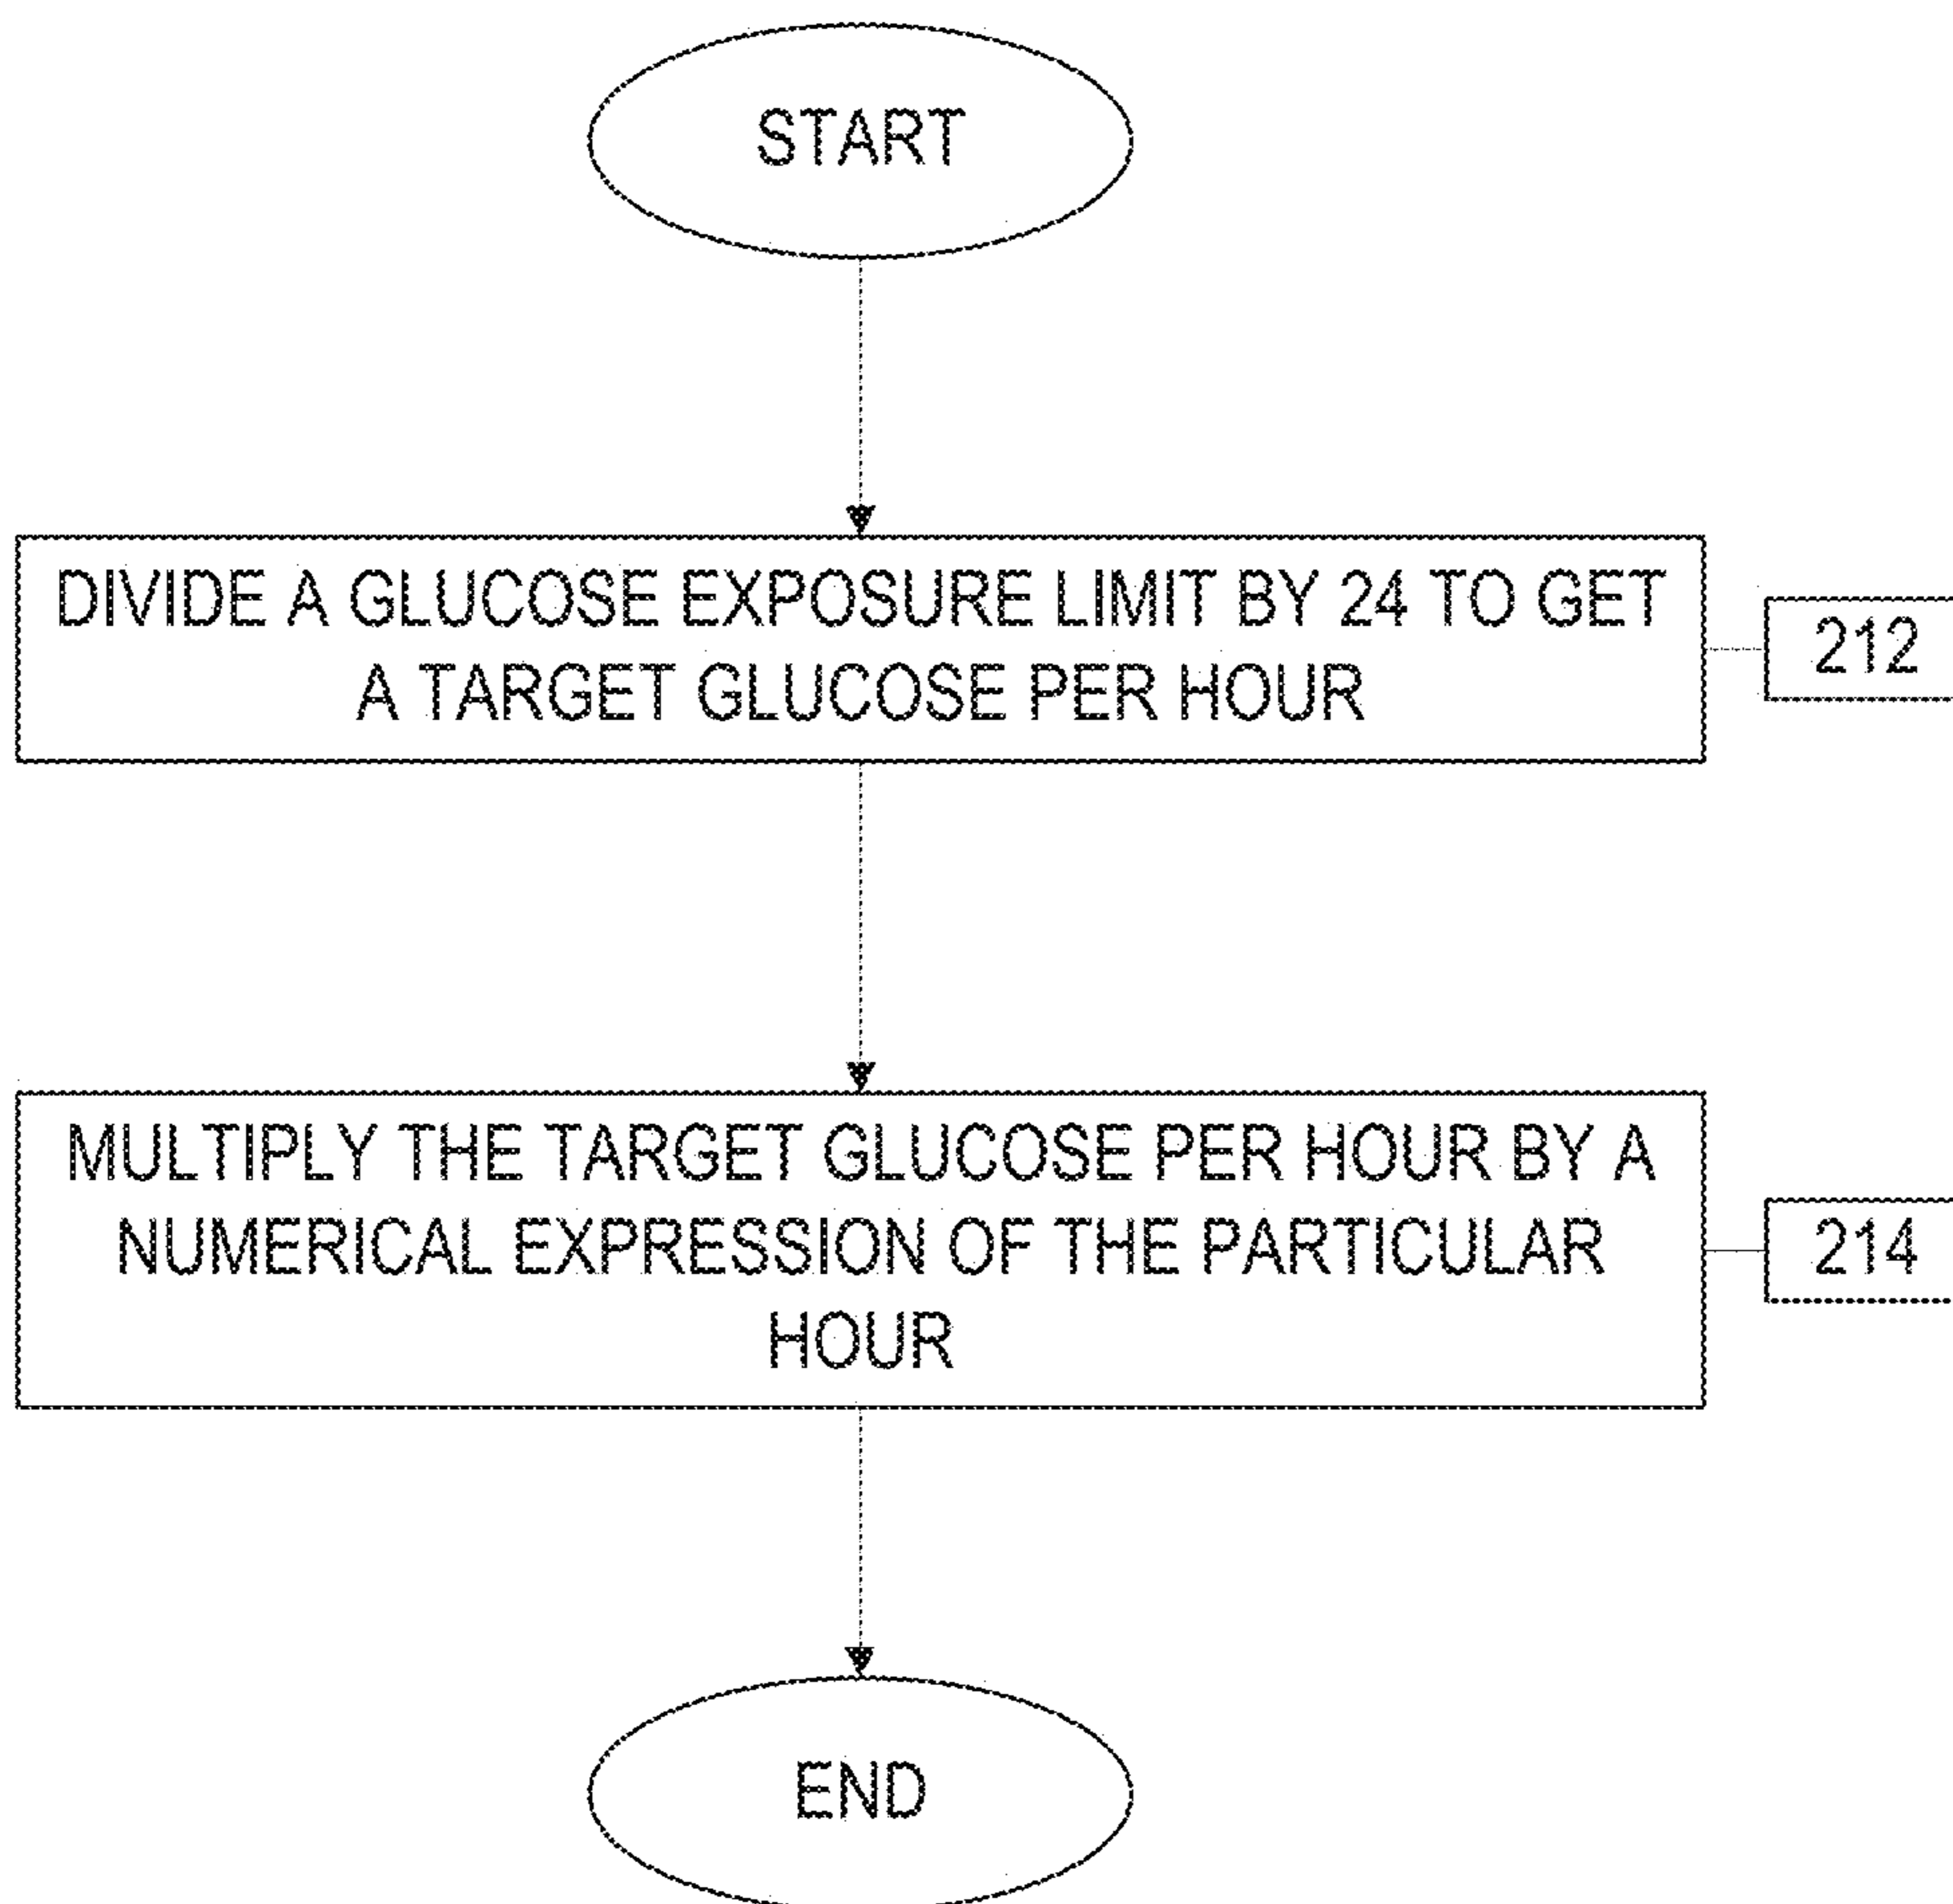 START
DIVIDE A GLUCOSE EXPOSURE LIMIT BY 24 TO GET
A TARGET GLUCOSE PER HOUR
212
MULTIPLY THE TARGET GLUCOSE PER HOUR BY A
NUMERICAL EXPRESSION OF THE PARTICULAR
HOUR
214
END